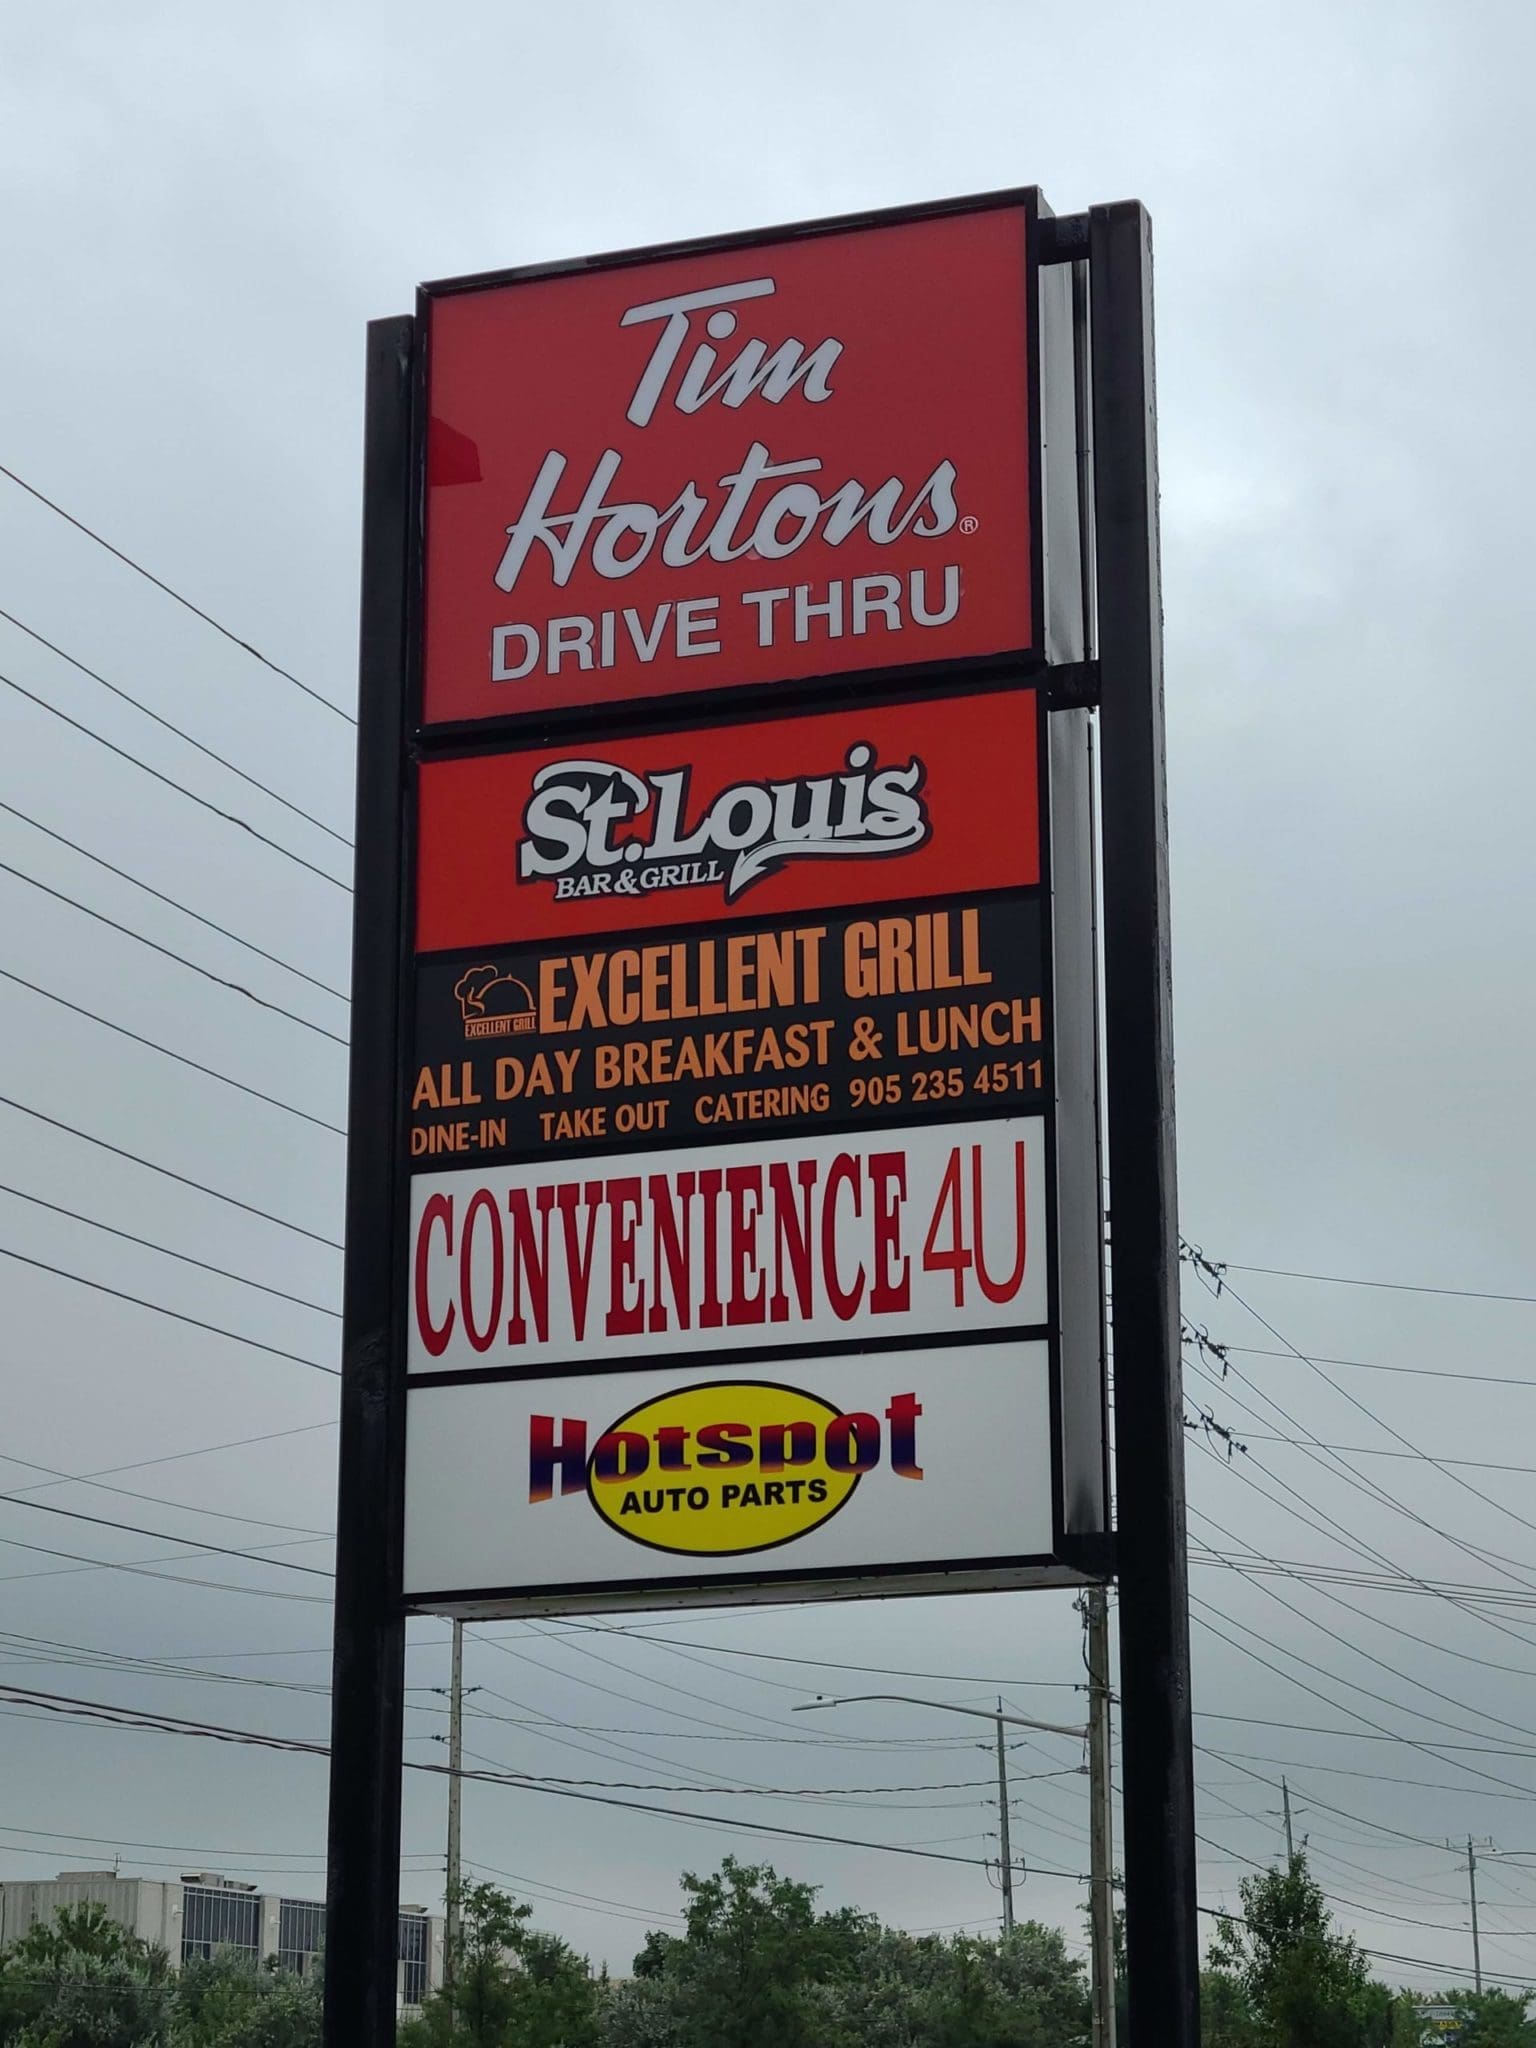 Tim
Hortons®
DRIVE THRU
St. Louis
BAR & GRILL
EXCELLENT GRILL
EXCELLENT GRILL
ALL DAY BREAKFAST & LUNCH
DINE-IN TAKE OUT CATERING 905 235 4511
CONVENIENCE 4U
Hotspot
AUTO PARTS